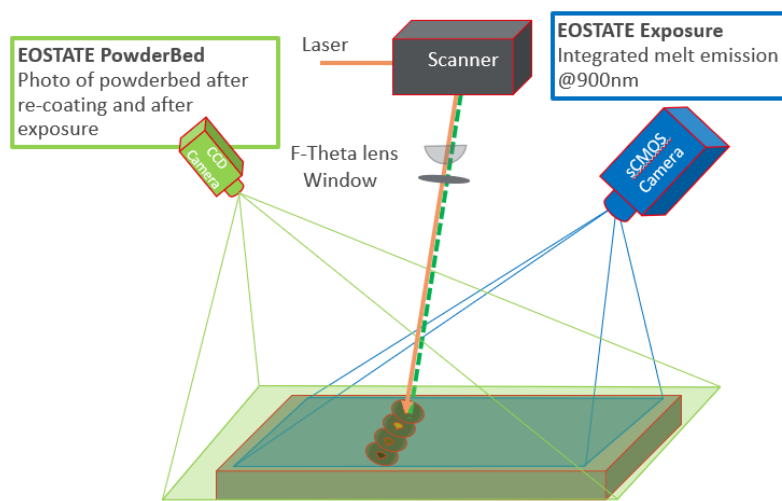 EOSTATE PowderBed
Photo of powderbed after
re-coating and after
exposure
Laser
Scanner
EOSTATE Exposure
Integrated melt emission
@900nm
CCD
Camera
F-Theta lens
Window
sCMOS
Camera